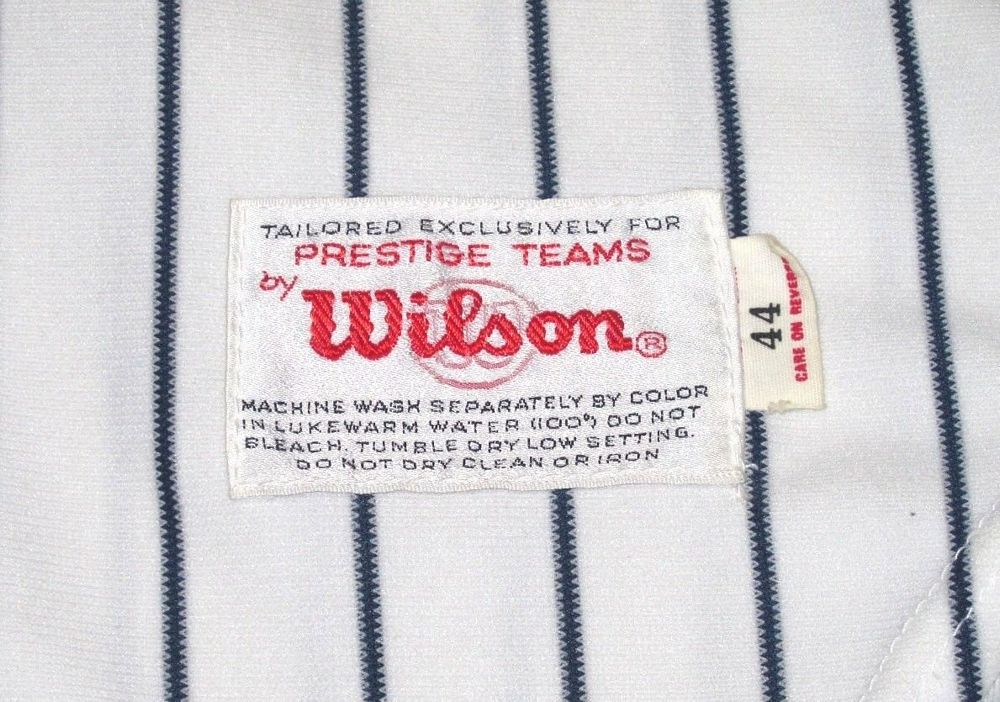 TAILORED EXCLUSIVELY FOR
PRESTIGE TEAMS
by
Wilson®
MACHINE WASH SEPARATELY BY COLOR
IN LUKEWARM WATER (100°) DO NOT
BLEACH. TUMBLE DRY LOW SETTING.
DO NOT DRY CLEAN OR IRON
44
CARE ON